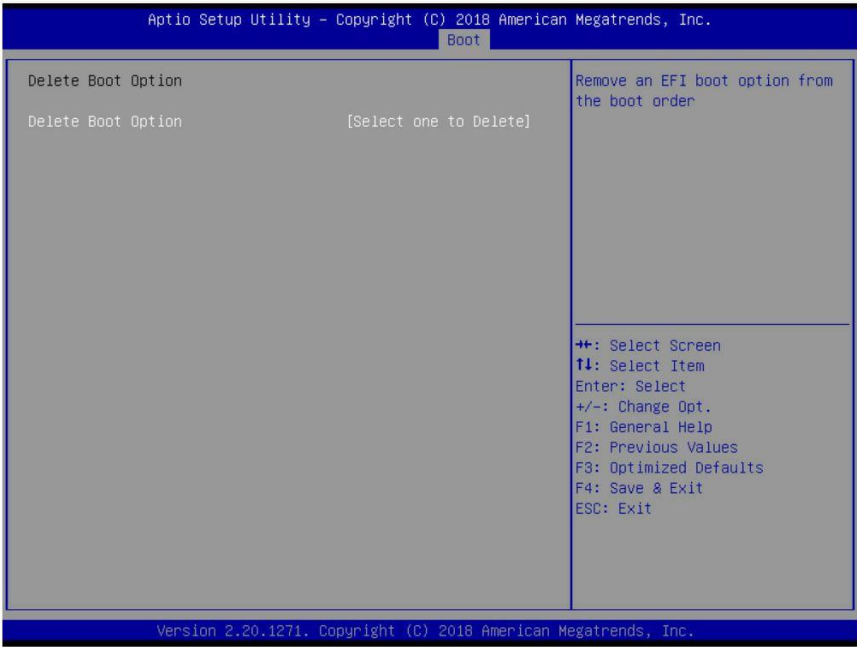 Aptio Setup Utility – Copyright (C) 2018 American Megatrends, Inc.
Boot
Delete Boot Option
Delete Boot Option [Select one to Delete]
Remove an EFI boot option from
the boot order
→←: Select Screen
↑↓: Select Item
Enter: Select
+/-: Change Opt.
F1: General Help
F2: Previous Values
F3: Optimized Defaults
F4: Save & Exit
ESC: Exit
Version 2.20.1271. Copyright (C) 2018 American Megatrends, Inc.